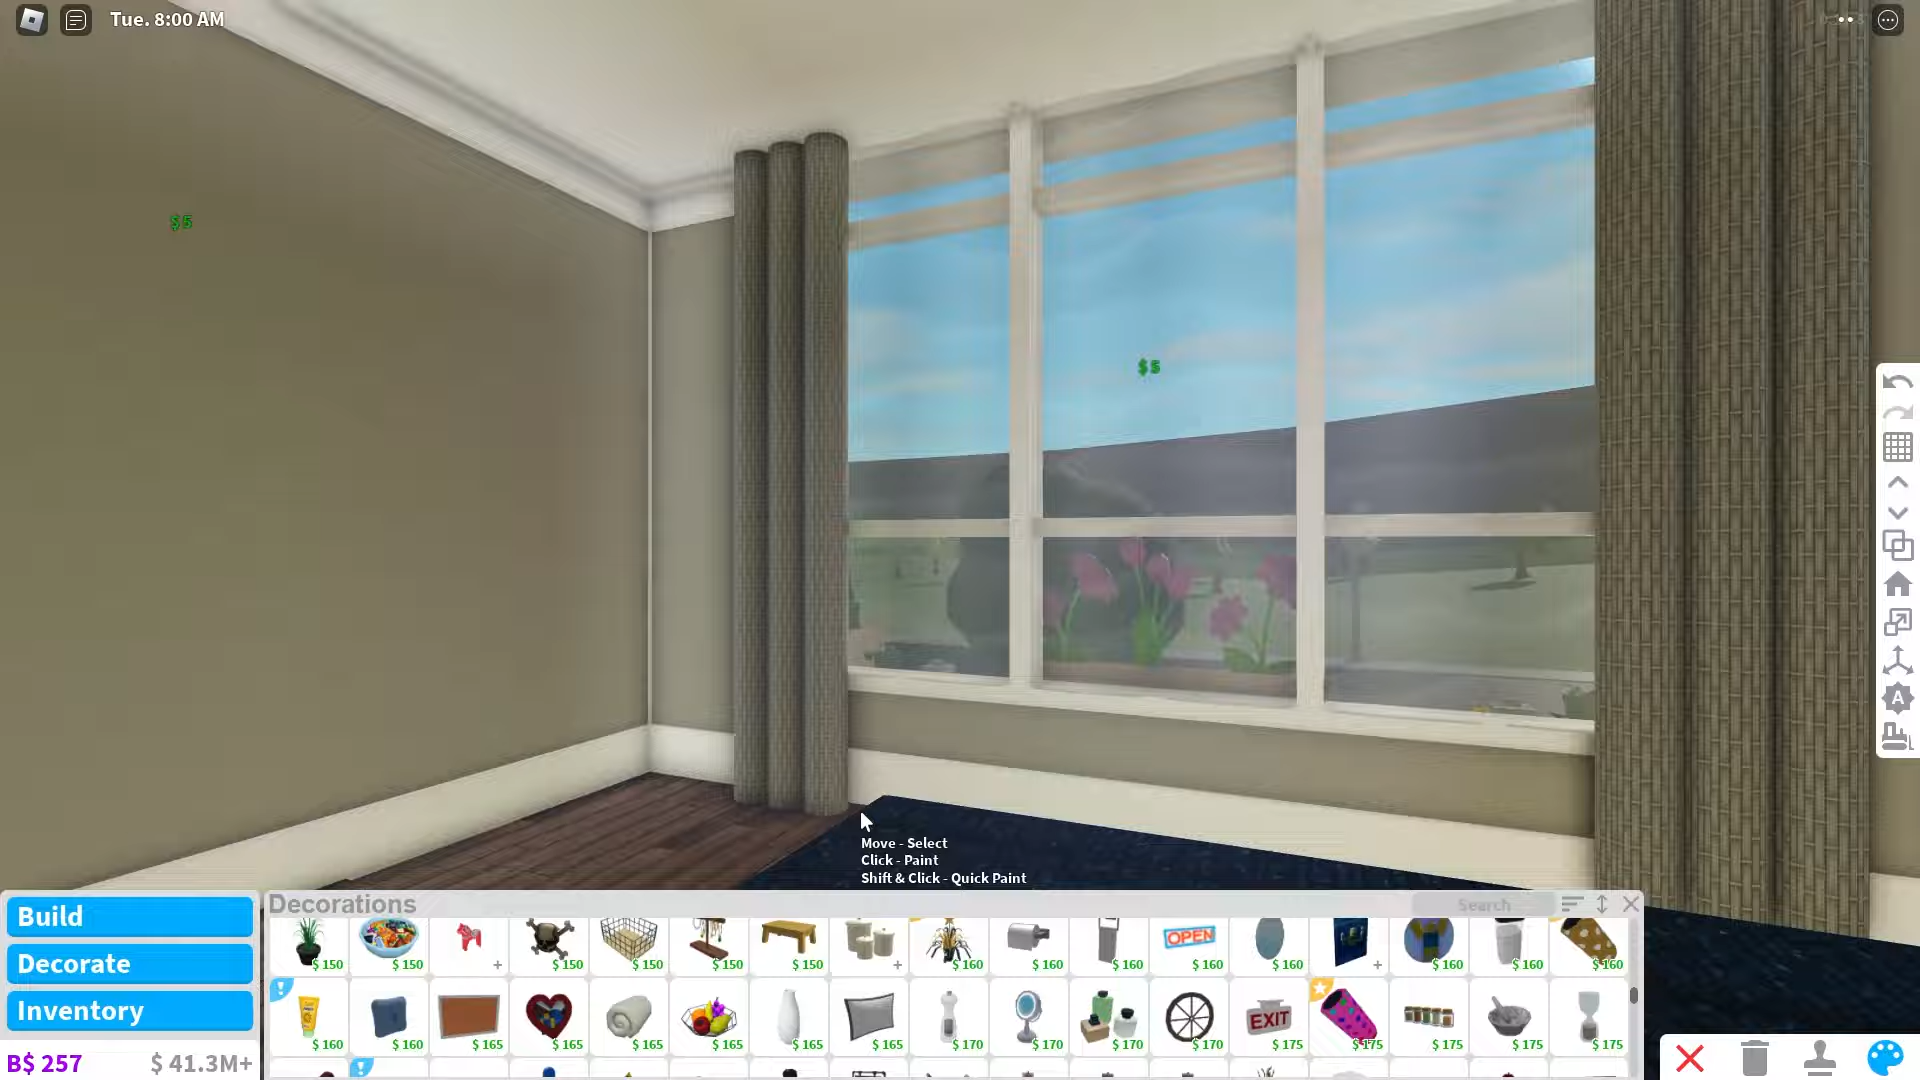 Tue. 8:00 AM
$5
$5
Move - Select
Click - Paint
Shift & Click - Quick Paint
Build
Decorate
Inventory
B$ 257
$ 41.3M+
Decorations
Search
$ 150
$ 150
+
$ 150
$ 150
$ 150
$ 150
+
$ 160
$ 160
$ 160
OPEN
$ 160
$ 160
+
$ 160
$ 160
$ 160
$ 160
$ 160
$ 165
$ 165
$ 165
$ 165
$ 165
$ 165
$ 170
$ 170
$ 170
$ 170
EXIT
$ 175
$ 175
$ 175
$ 175
$ 175
A